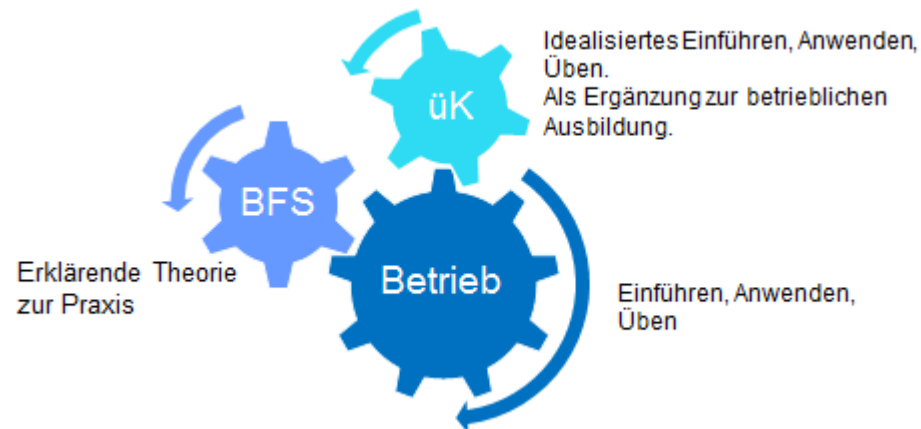 Idealisiertes Einführen, Anwenden,
Üben.
Als Ergänzung zur betrieblichen
Ausbildung.
üK
BFS
Erklärende Theorie
zur Praxis
Betrieb
Einführen, Anwenden,
Üben